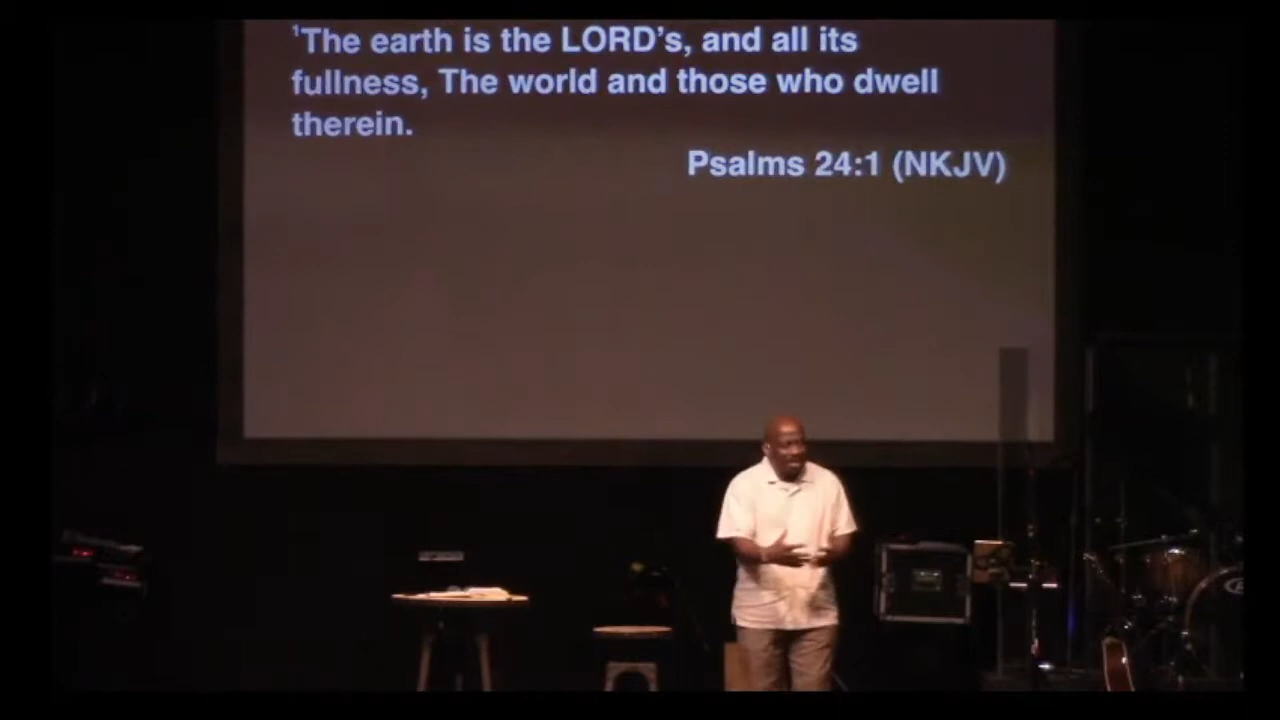 ¹The earth is the LORD's, and all its
fullness, The world and those who dwell
therein.
Psalms 24:1 (NKJV)